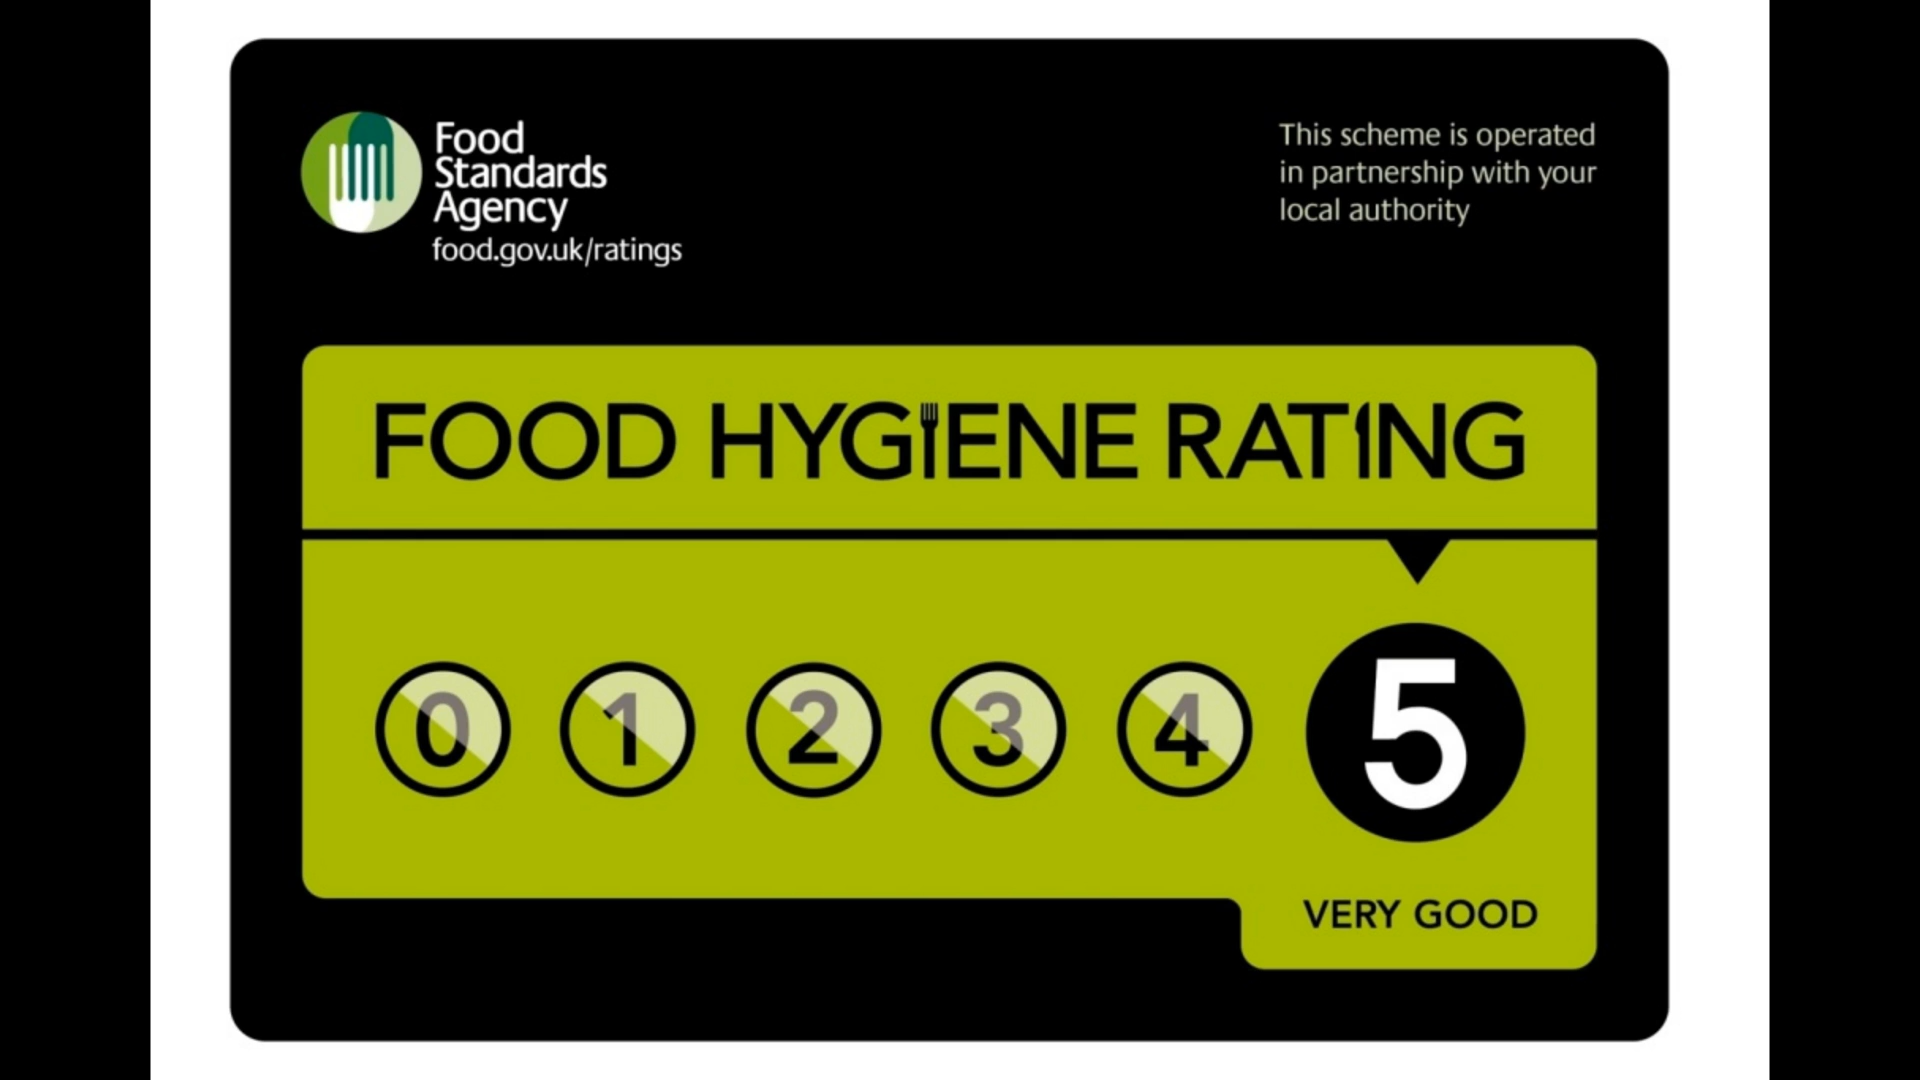 Food
Standards
Agency
food.gov.uk/ratings
This scheme is operated
in partnership with your
local authority
FOOD HYGIENE RATING
0 1 2 3 4 5
VERY GOOD